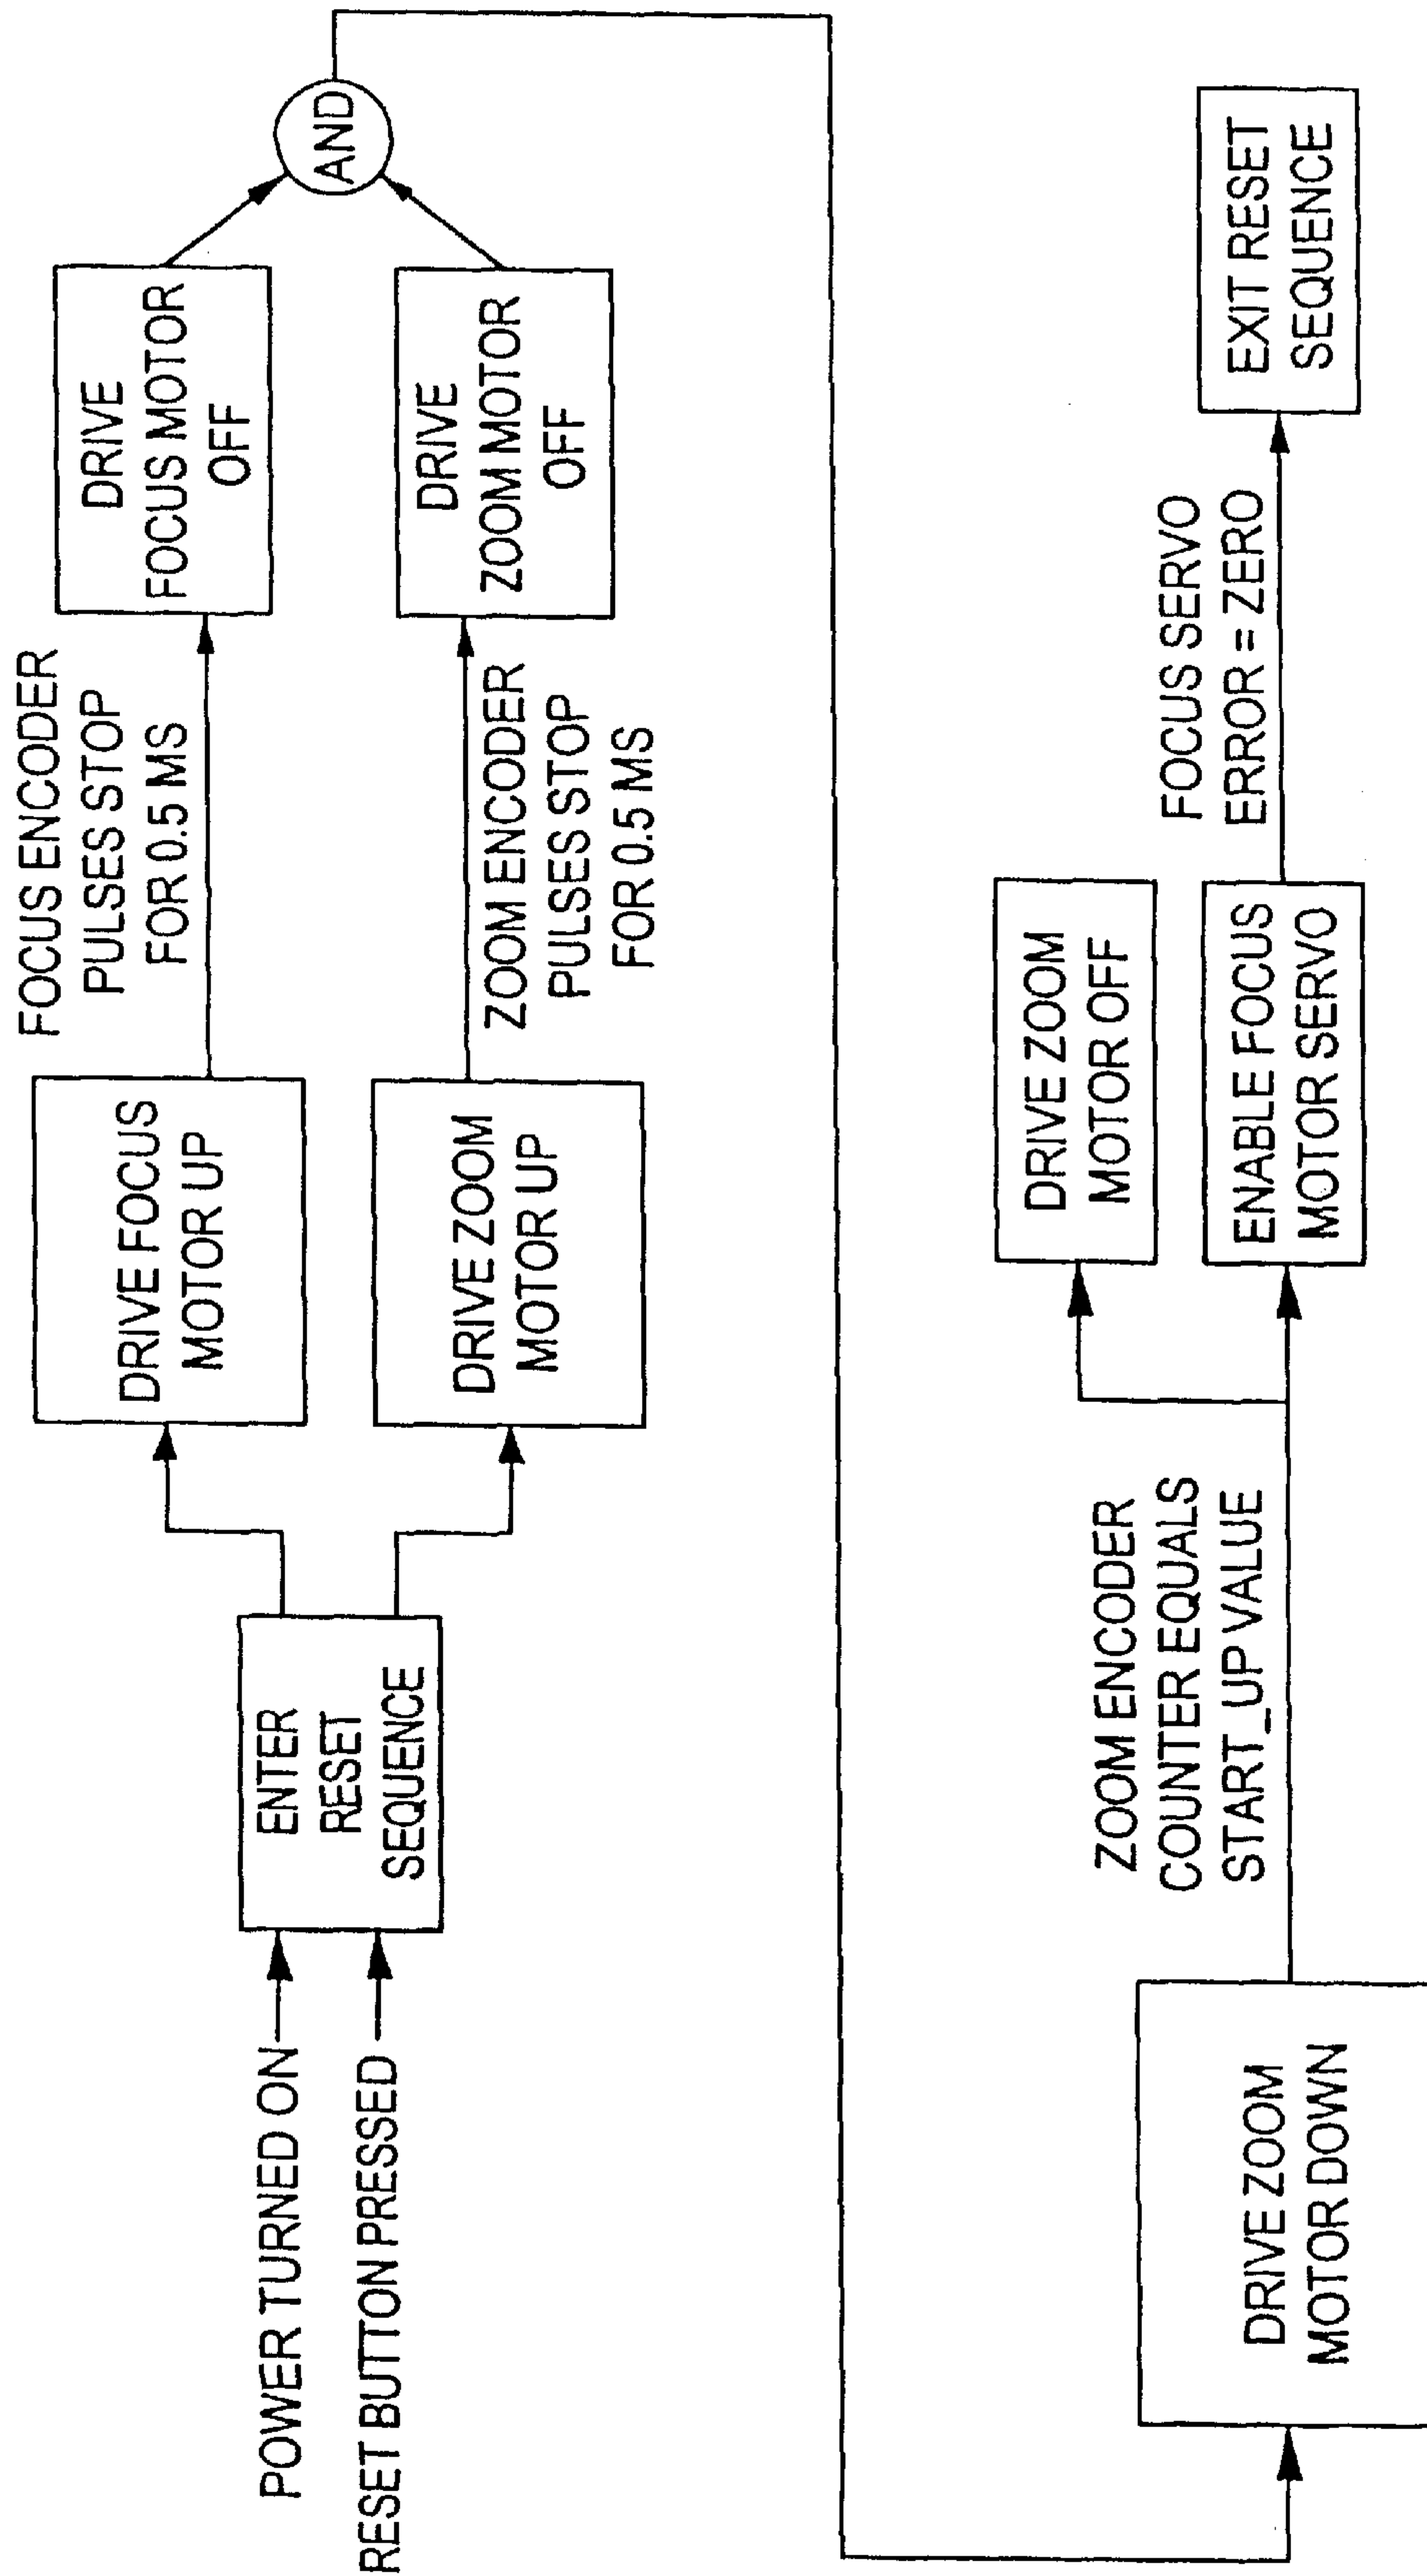 POWER TURNED ON
RESET BUTTON PRESSED
ENTER
RESET
SEQUENCE
DRIVE FOCUS
MOTOR UP
FOCUS ENCODER
PULSES STOP
FOR 0.5 MS
DRIVE
FOCUS MOTOR
OFF
DRIVE ZOOM
MOTOR UP
ZOOM ENCODER
PULSES STOP
FOR 0.5 MS
DRIVE
ZOOM MOTOR
OFF
AND
DRIVE ZOOM
MOTOR DOWN
ZOOM ENCODER
COUNTER EQUALS
START_UP VALUE
DRIVE ZOOM
MOTOR OFF
ENABLE FOCUS
MOTOR SERVO
FOCUS SERVO
ERROR = ZERO
EXIT RESET
SEQUENCE